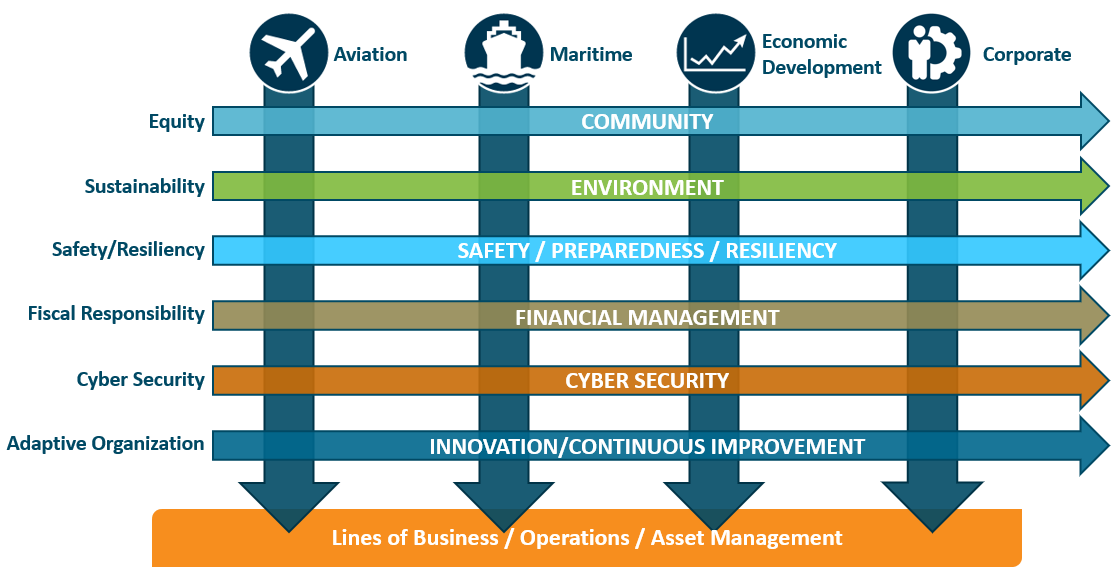 Aviation
Maritime
Economic
Development
Corporate
Equity
COMMUNITY
Sustainability
ENVIRONMENT
Safety/Resiliency
SAFETY / PREPAREDNESS / RESILIENCY
Fiscal Responsibility
FINANCIAL MANAGEMENT
Cyber Security
CYBER SECURITY
Adaptive Organization
INNOVATION/CONTINUOUS IMPROVEMENT
Lines of Business / Operations / Asset Management